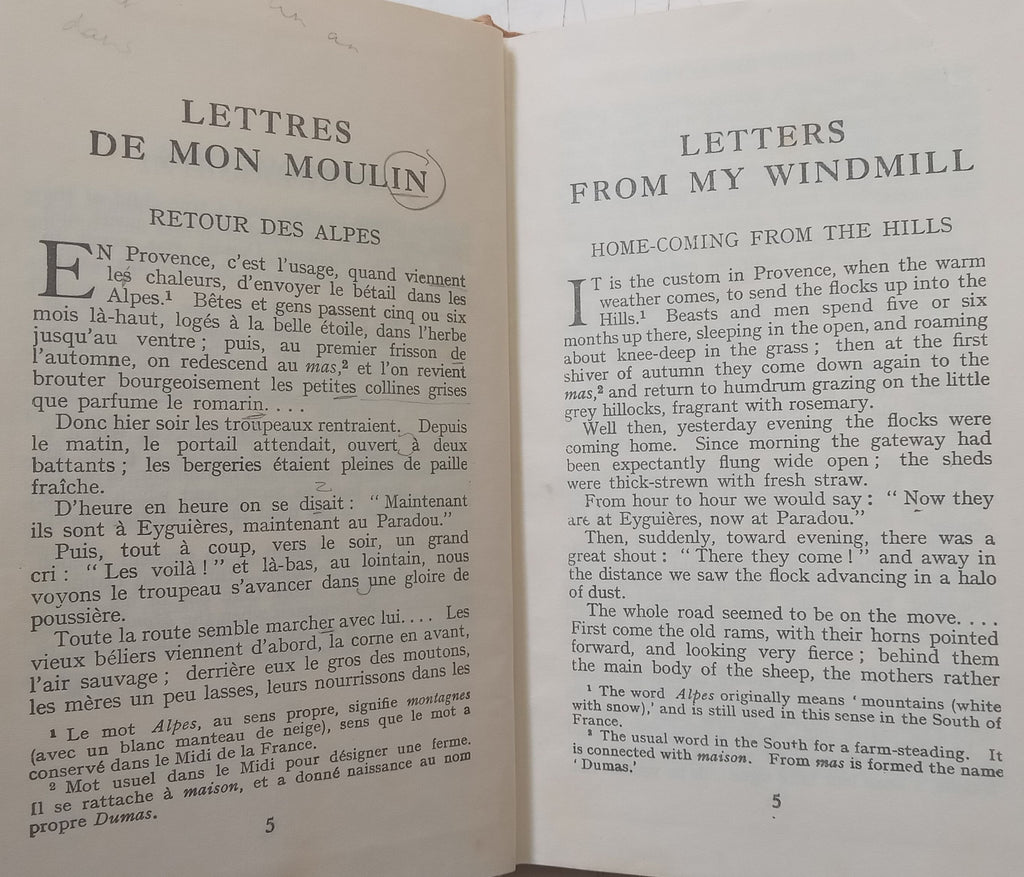 in an
dans
LETTRES
DE MON MOULIN
RETOUR DES ALPES
EN Provence, c'est l'usage, quand viennent
les chaleurs, d'envoyer le bétail dans les
Alpes.¹ Bêtes et gens passent cinq ou six
mois là-haut, logés à la belle étoile, dans l'herbe
jusqu'au ventre ; puis, au premier frisson de
l'automne, on redescend au mas,² et l'on revient
brouter bourgeoisement les petites collines grises
que parfume le romarin. . . .
Donc hier soir les troupeaux rentraient. Depuis
le matin, le portail attendait, ouvert à deux
battants ; les bergeries étaient pleines de paille
fraîche.
z
D'heure en heure on se disait : “ Maintenant
ils sont à Eyguières, maintenant au Paradou.”
Puis, tout à coup, vers le soir, un grand
cri : “ Les voilà ! ” et là-bas, au lointain, nous
voyons le troupeau s'avancer dans une gloire de
poussière.
Toute la route semble marcher avec lui. . . . Les
vieux béliers viennent d'abord, la corne en avant,
l'air sauvage ; derrière eux le gros des moutons,
les mères un peu lasses, leurs nourrissons dans les
¹ Le mot Alpes, au sens propre, signifie montagnes
(avec un blanc manteau de neige), sens que le mot a
conservé dans le Midi de la France.
² Mot usuel dans le Midi pour désigner une ferme.
Il se rattache à maison, et a donné naissance au nom
propre Dumas.
5
LETTERS
FROM MY WINDMILL
HOME-COMING FROM THE HILLS
IT is the custom in Provence, when the warm
weather comes, to send the flocks up into the
Hills.¹ Beasts and men spend five or six
months up there, sleeping in the open, and roaming
about knee-deep in the grass ; then at the first
shiver of autumn they come down again to the
mas,² and return to humdrum grazing on the little
grey hillocks, fragrant with rosemary.
Well then, yesterday evening the flocks were
coming home. Since morning the gateway had
been expectantly flung wide open ; the sheds
were thick-strewn with fresh straw.
From hour to hour we would say : “ Now they
are at Eyguières, now at Paradou.”
Then, suddenly, toward evening, there was a
great shout : “ There they come ! ” and away in
the distance we saw the flock advancing in a halo
of dust.
The whole road seemed to be on the move. . . .
First come the old rams, with their horns pointed
forward, and looking very fierce ; behind them
the main body of the sheep, the mothers rather
¹ The word Alpes originally means ‘ mountains (white
with snow),’ and is still used in this sense in the South of
France.
² The usual word in the South for a farm-steading. It
is connected with maison. From mas is formed the name
‘ Dumas.’
5